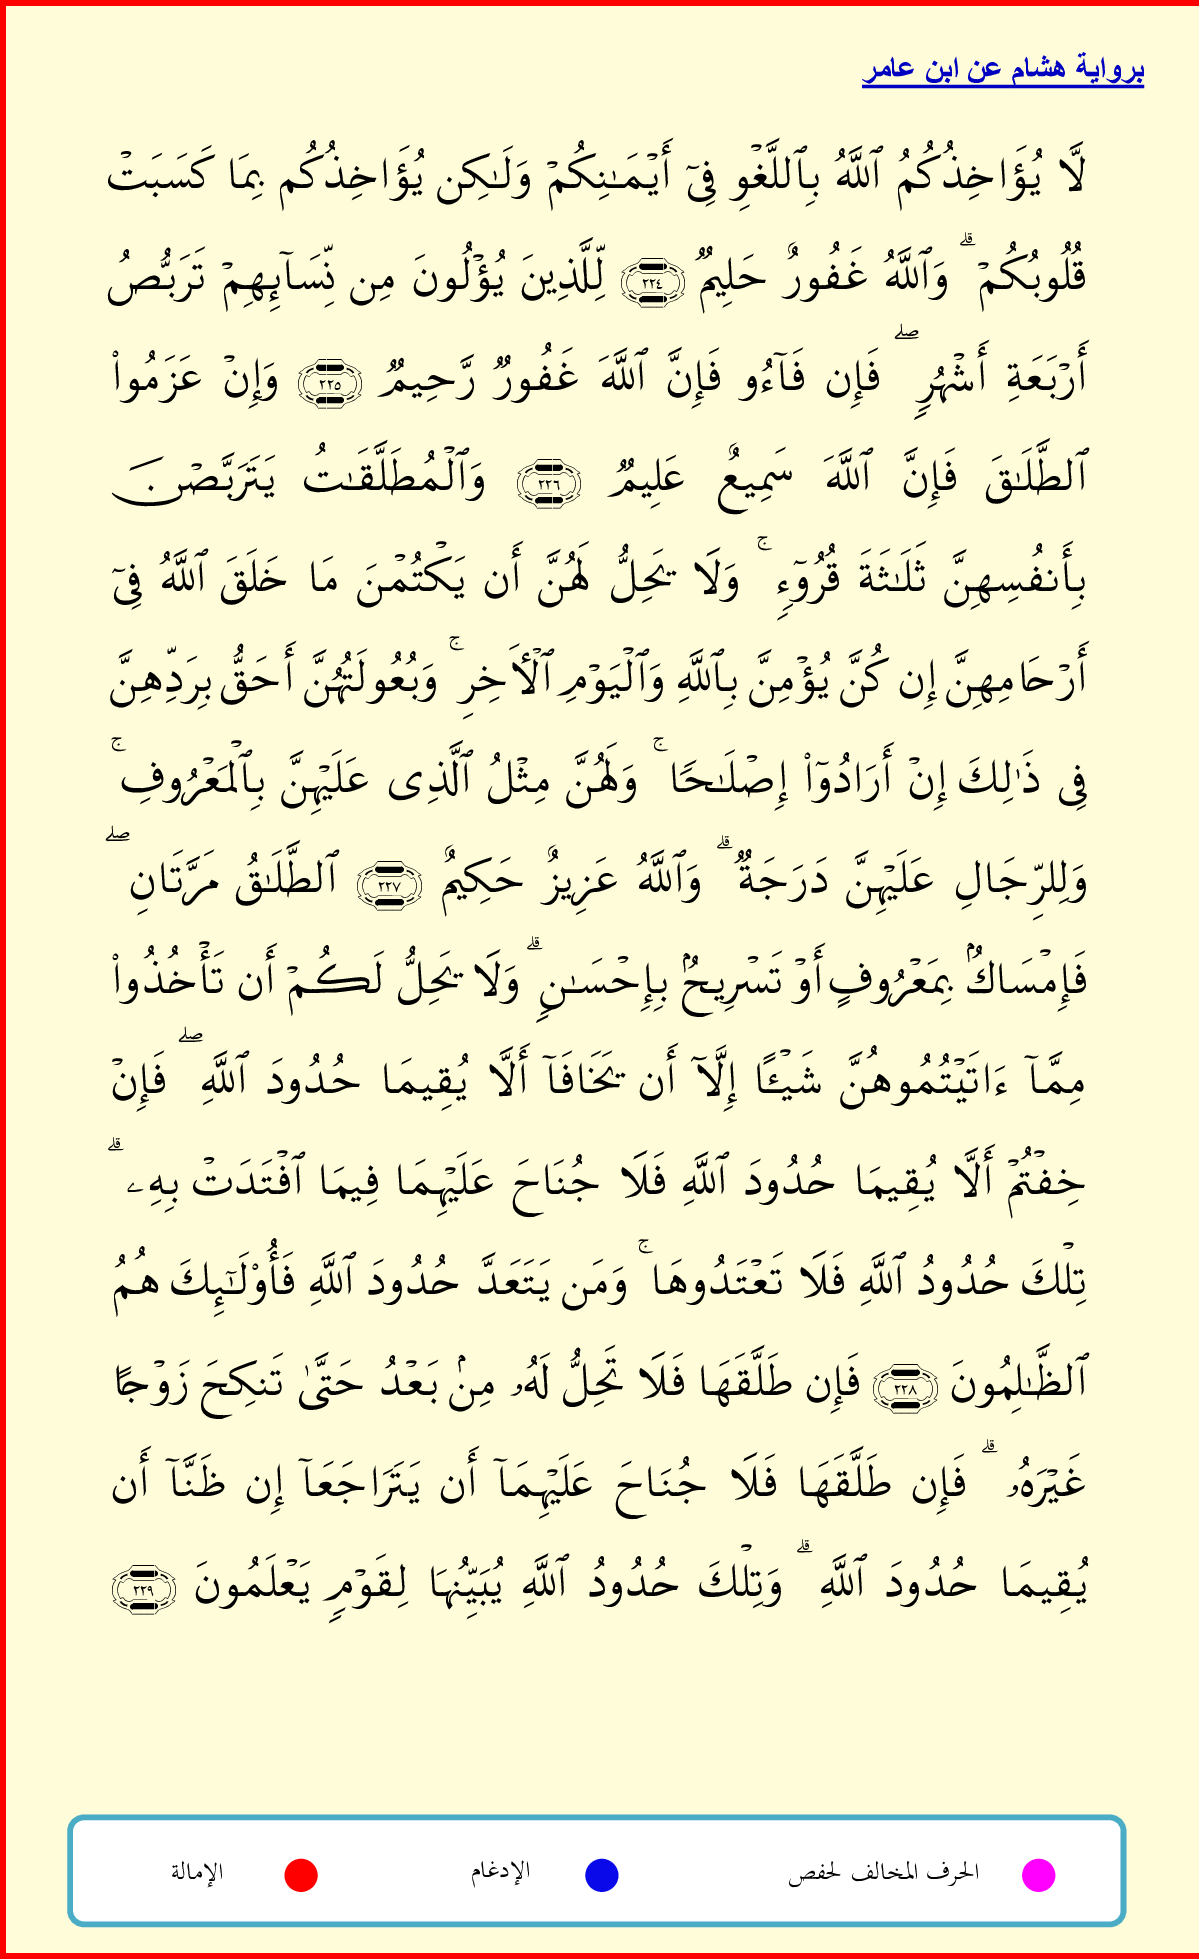 برواية هشام عن ابن عامر
لَّا يُؤَاخِذُكُمُ ٱللَّهُ بِٱللَّغۡوِ فِيٓ أَيۡمَٰنِكُمۡ وَلَٰكِن يُؤَاخِذُكُم بِمَا كَسَبَتۡ
قُلُوبُكُمۡۗ وَٱللَّهُ غَفُورٌ حَلِيمٞ ٢٢٤ لِّلَّذِينَ يُؤۡلُونَ مِن نِّسَآئِهِمۡ تَرَبُّصُ
أَرۡبَعَةِ أَشۡهُرٖۖ فَإِن فَآءُو فَإِنَّ ٱللَّهَ غَفُورٞ رَّحِيمٞ ٢٢٥ وَإِنۡ عَزَمُواْ
ٱلطَّلَٰقَ فَإِنَّ ٱللَّهَ سَمِيعٌ عَلِيمٞ ٢٢٦ وَٱلۡمُطَلَّقَٰتُ يَتَرَبَّصۡنَ
بِأَنفُسِهِنَّ ثَلَٰثَةَ قُرُوٓءٖۚ وَلَا يَحِلُّ لَهُنَّ أَن يَكۡتُمۡنَ مَا خَلَقَ ٱللَّهُ فِيٓ
أَرۡحَامِهِنَّ إِن كُنَّ يُؤۡمِنَّ بِٱللَّهِ وَٱلۡيَوۡمِ ٱلۡأٓخِرِۚ وَبُعُولَتُهُنَّ أَحَقُّ بِرَدِّهِنَّ
فِي ذَٰلِكَ إِنۡ أَرَادُوٓاْ إِصۡلَٰحٗاۚ وَلَهُنَّ مِثۡلُ ٱلَّذِي عَلَيۡهِنَّ بِٱلۡمَعۡرُوفِۚ
وَلِلرِّجَالِ عَلَيۡهِنَّ دَرَجَةٞۗ وَٱللَّهُ عَزِيزٌ حَكِيمٌ ٢٢٧ ٱلطَّلَٰقُ مَرَّتَانِۖ
فَإِمۡسَاكُۢ بِمَعۡرُوفٍ أَوۡ تَسۡرِيحُۢ بِإِحۡسَٰنٖۗ وَلَا يَحِلُّ لَكُمۡ أَن تَأۡخُذُواْ
مِمَّآ ءَاتَيۡتُمُوهُنَّ شَيۡـًٔا إِلَّآ أَن يَخَافَآ أَلَّا يُقِيمَا حُدُودَ ٱللَّهِۖ فَإِنۡ
خِفۡتُمۡ أَلَّا يُقِيمَا حُدُودَ ٱللَّهِ فَلَا جُنَاحَ عَلَيۡهِمَا فِيمَا ٱفۡتَدَتۡ بِهِۦۗ
تِلۡكَ حُدُودُ ٱللَّهِ فَلَا تَعۡتَدُوهَاۚ وَمَن يَتَعَدَّ حُدُودَ ٱللَّهِ فَأُوْلَٰٓئِكَ هُمُ
ٱلظَّٰلِمُونَ ٢٢٨ فَإِن طَلَّقَهَا فَلَا تَحِلُّ لَهُۥ مِنۢ بَعۡدُ حَتَّىٰ تَنكِحَ زَوۡجًا
غَيۡرَهُۥۗ فَإِن طَلَّقَهَا فَلَا جُنَاحَ عَلَيۡهِمَآ أَن يَتَرَاجَعَآ إِن ظَنَّآ أَن
يُقِيمَا حُدُودَ ٱللَّهِۗ وَتِلۡكَ حُدُودُ ٱللَّهِ يُبَيِّنُهَا لِقَوۡمٖ يَعۡلَمُونَ ٢٢٩
الحرف المخالف لحفص الإدغام الإمالة